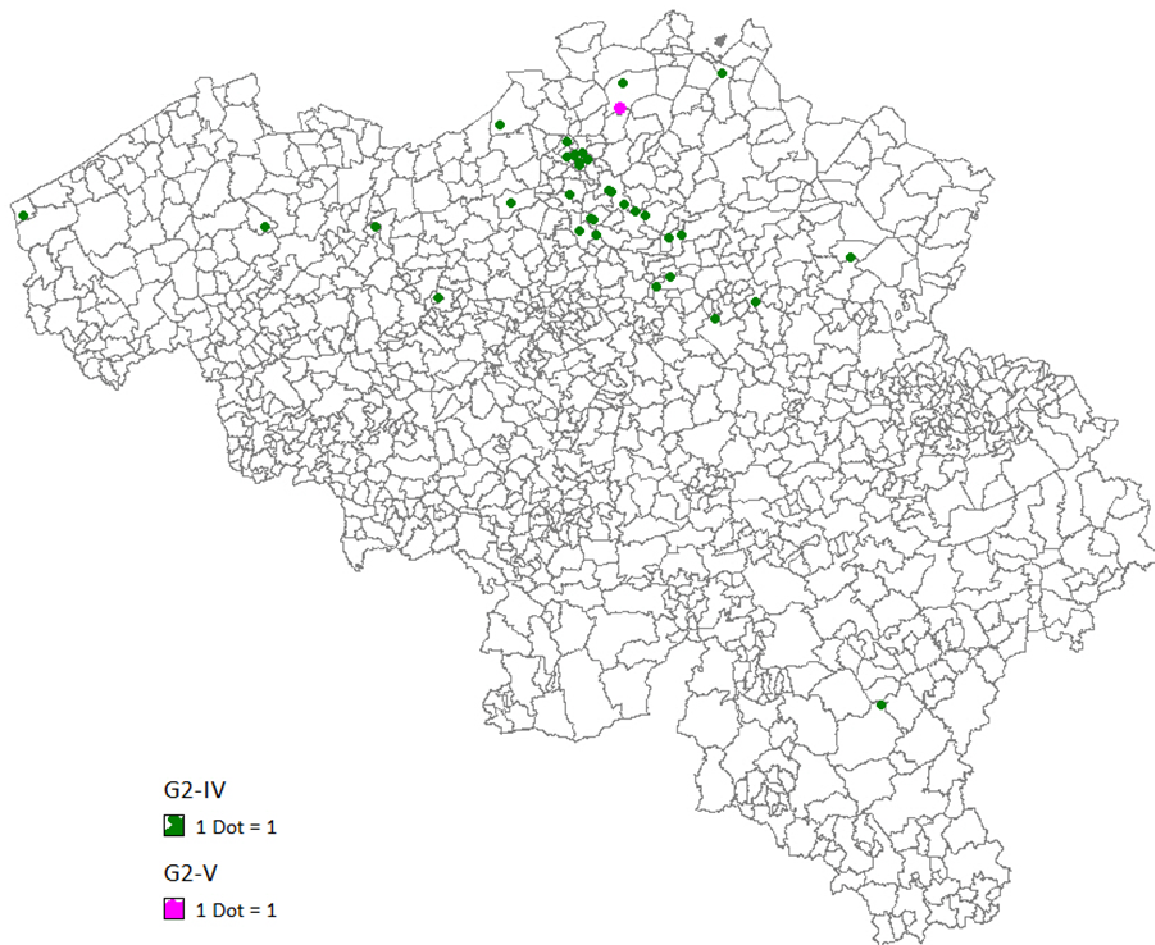 G2-IV
1 Dot = 1
G2-V
1 Dot = 1